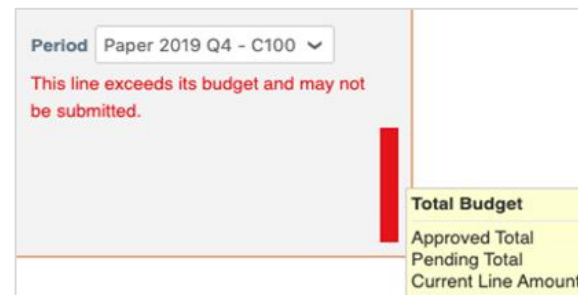 Period Paper 2019 Q4 - C100
This line exceeds its budget and may not
be submitted.
Total Budget
Approved Total
Pending Total
Current Line Amount